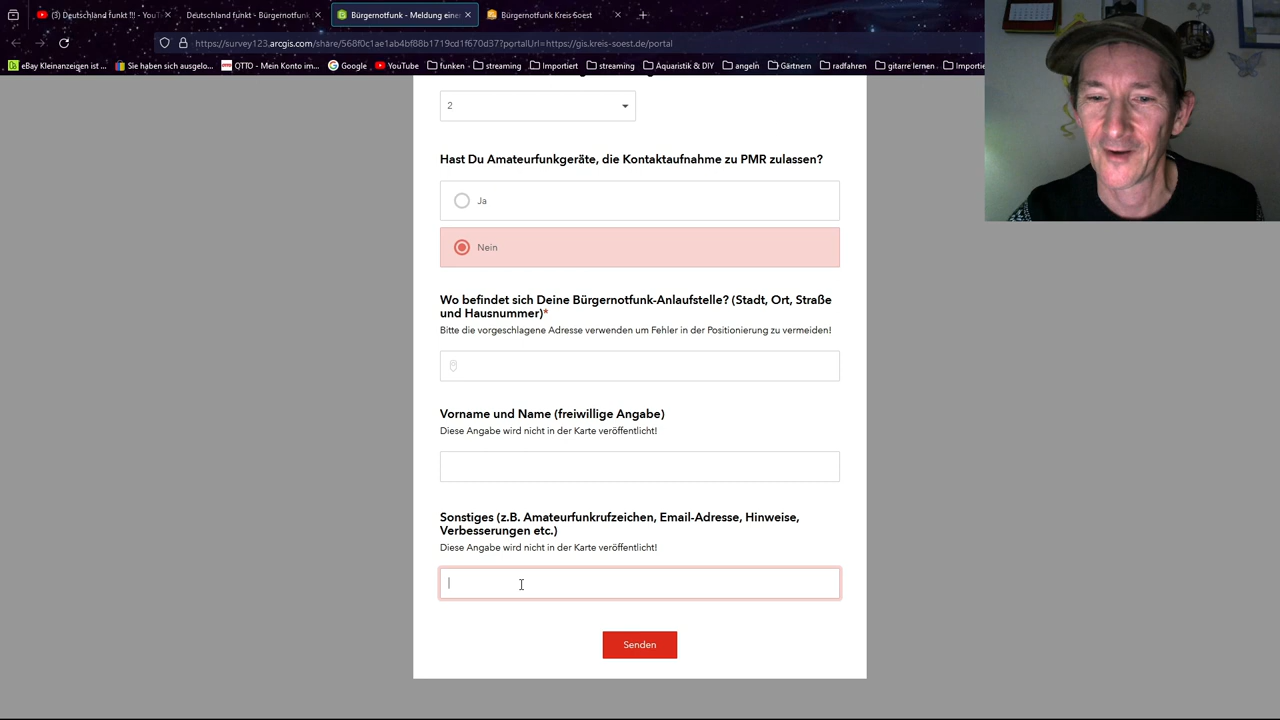 (3) Deutschland funkt !!! - YouT
Deutschland funkt - Bürgernotfun
Bürgernotfunk - Meldung eine
Bürgernotfunk Kreis Soest
https://survey123.arcgis.com/share/568f0c1ae1ab4bf88b1719cd1f670d37?portalUrl=https://gis.kreis-soest.de/portal
eBay Kleinanzeigen ist ...
Sie haben sich ausgelo...
OTTO - Mein Konto im...
Google
YouTube
funken
streaming
Importiert
streaming
Aquaristik & DIY
angeln
Gärtnern
radfahren
gitarre lernen
Importie
2
Hast Du Amateurfunkgeräte, die Kontaktaufnahme zu PMR zulassen?
Ja
Nein
Wo befindet sich Deine Bürgernotfunk-Anlaufstelle? (Stadt, Ort, Straße
und Hausnummer)*
Bitte die vorgeschlagene Adresse verwenden um Fehler in der Positionierung zu vermeiden!
Vorname und Name (freiwillige Angabe)
Diese Angabe wird nicht in der Karte veröffentlicht!
Sonstiges (z.B. Amateurfunkrufzeichen, Email-Adresse, Hinweise,
Verbesserungen etc.)
Diese Angabe wird nicht in der Karte veröffentlicht!
Senden